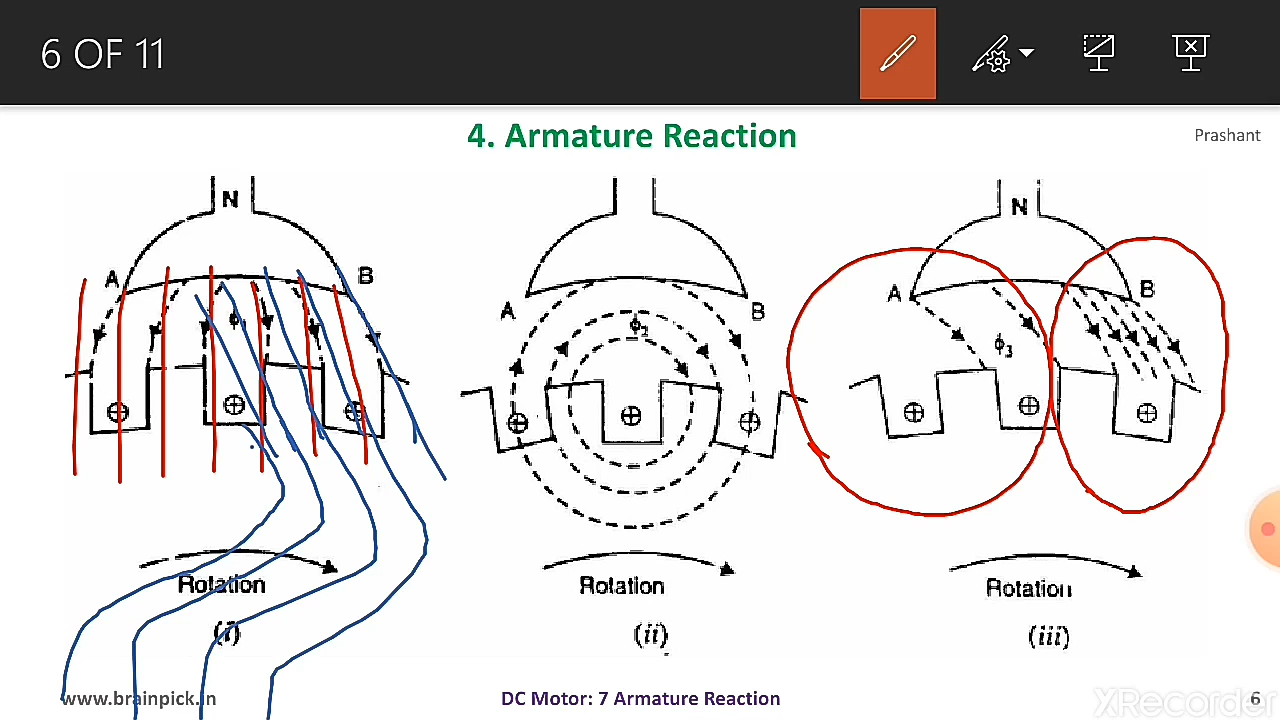 6 OF 11
4. Armature Reaction
Prashant
N
A
B
ϕ1
Rotation
(i)
A
B
ϕ2
Rotation
(ii)
N
A
B
ϕ3
Rotation
(iii)
www.brainpick.in
DC Motor: 7 Armature Reaction
6
XRecorder